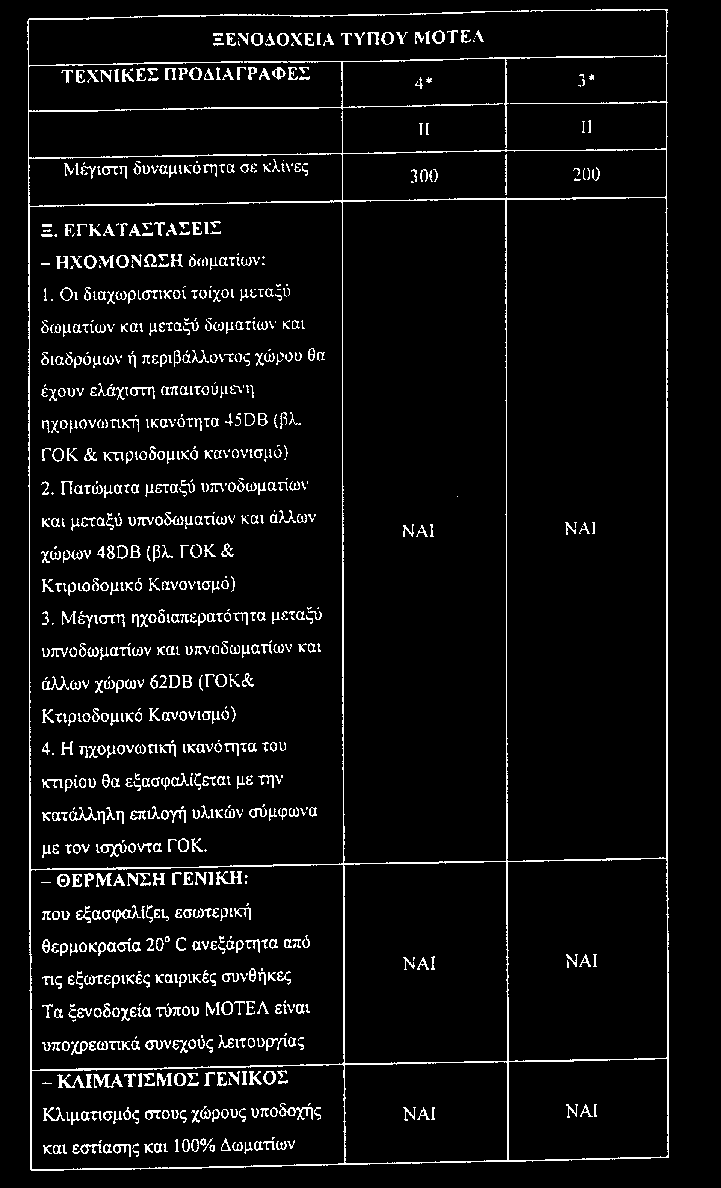 ΞΕΝΟΔΟΧΕΙΑ ΤΥΠΟΥ ΜΟΤΕΛ
ΤΕΧΝΙΚΕΣ ΠΡΟΔΙΑΓΡΑΦΕΣ 4* 3*
ΙΙ ΙΙ
Μέγιστη δυναμικότητα σε κλίνες 300 200
Ξ. ΕΓΚΑΤΑΣΤΑΣΕΙΣ
– ΗΧΟΜΟΝΩΣΗ δωματίων:
1. Οι διαχωριστικοί τοίχοι μεταξύ
δωματίων και μεταξύ δωματίων και
διαδρόμων ή περιβάλλοντος χώρου θα
έχουν ελάχιστη απαιτούμενη
ηχομονωτική ικανότητα 45DB (βλ.
ΓΟΚ & κτιριοδομικό κανονισμό)
2. Πατώματα μεταξύ υπνοδωματίων
και μεταξύ υπνοδωματίων και άλλων
χώρων 48DB (βλ. ΓΟΚ &
Κτιριοδομικό Κανονισμό)
3. Μέγιστη ηχοδιαπερατότητα μεταξύ
υπνοδωματίων και υπνοδωματίων και
άλλων χώρων 62DB (ΓΟΚ&
Κτιριοδομικό Κανονισμό)
4. Η ηχομονωτική ικανότητα του
κτιρίου θα εξασφαλίζεται με την
κατάλληλη επιλογή υλικών σύμφωνα
με τον ισχύοντα ΓΟΚ.
ΝΑΙ ΝΑΙ
– ΘΕΡΜΑΝΣΗ ΓΕΝΙΚΗ:
που εξασφαλίζει, εσωτερική
θερμοκρασία 20° C ανεξάρτητα από
τις εξωτερικές καιρικές συνθήκες
Τα ξενοδοχεία τύπου ΜΟΤΕΛ είναι
υποχρεωτικά συνεχούς λειτουργίας
ΝΑΙ ΝΑΙ
– ΚΛΙΜΑΤΙΣΜΟΣ ΓΕΝΙΚΟΣ
Κλιματισμός στους χώρους υποδοχής
και εστίασης και 100% Δωματίων
ΝΑΙ ΝΑΙ